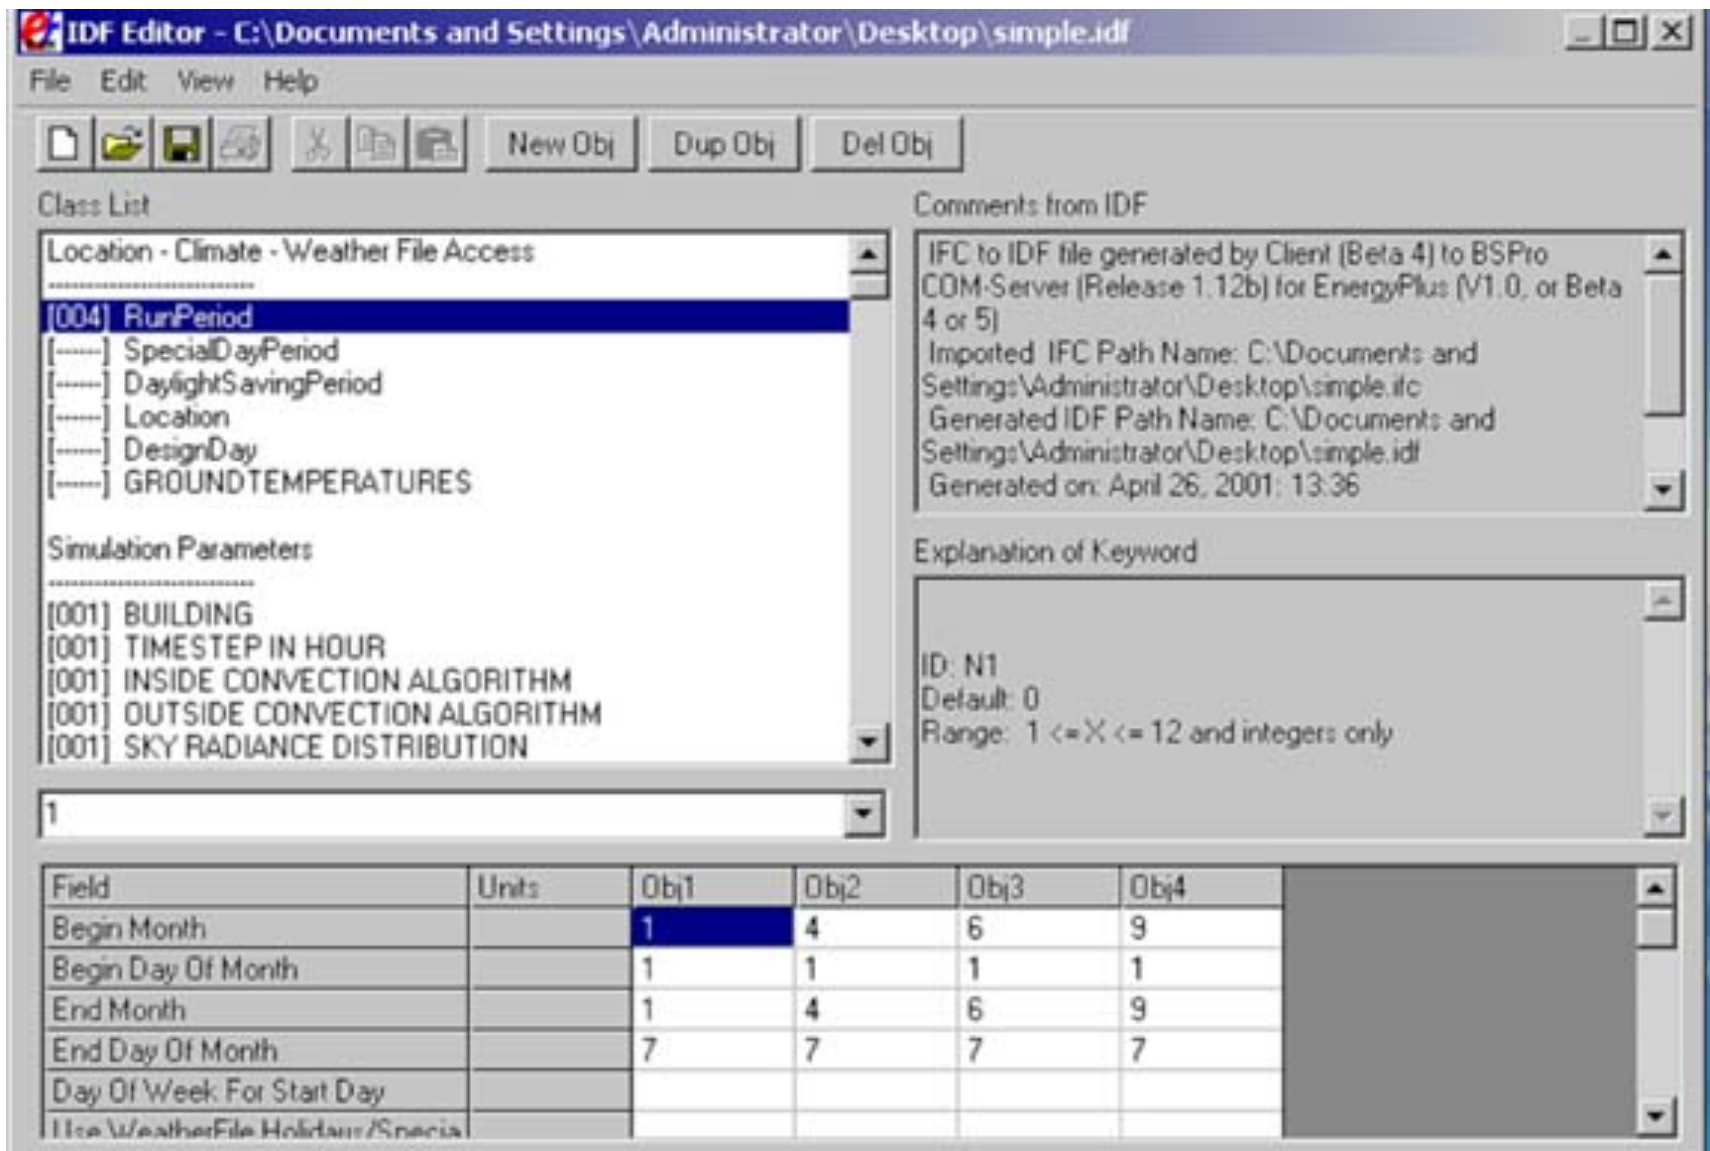 IDF Editor - C:\Documents and Settings\Administrator\Desktop\simple.idf
File Edit View Help
New Obj Dup Obj Del Obj
Class List
Location - Climate - Weather File Access
-----------------------------
[004] RunPeriod
[------] SpecialDayPeriod
[------] DaylightSavingPeriod
[------] Location
[------] DesignDay
[------] GROUNDTEMPERATURES
Simulation Parameters
-----------------------------
[001] BUILDING
[001] TIMESTEP IN HOUR
[001] INSIDE CONVECTION ALGORITHM
[001] OUTSIDE CONVECTION ALGORITHM
[001] SKY RADIANCE DISTRIBUTION
1
Comments from IDF
IFC to IDF file generated by Client (Beta 4) to BSPro
COM-Server (Release 1.12b) for EnergyPlus (V1.0, or Beta
4 or 5)
Imported IFC Path Name: C:\Documents and
Settings\Administrator\Desktop\simple.ifc
Generated IDF Path Name: C:\Documents and
Settings\Administrator\Desktop\simple.idf
Generated on: April 26, 2001; 13:36
Explanation of Keyword
ID: N1
Default: 0
Range: 1 <= X <= 12 and integers only
Field Units Obj1 Obj2 Obj3 Obj4
Begin Month 1 4 6 9
Begin Day Of Month 1 1 1 1
End Month 1 4 6 9
End Day Of Month 7 7 7 7
Day Of Week For Start Day
Use WeatherFile Holidays/Specia